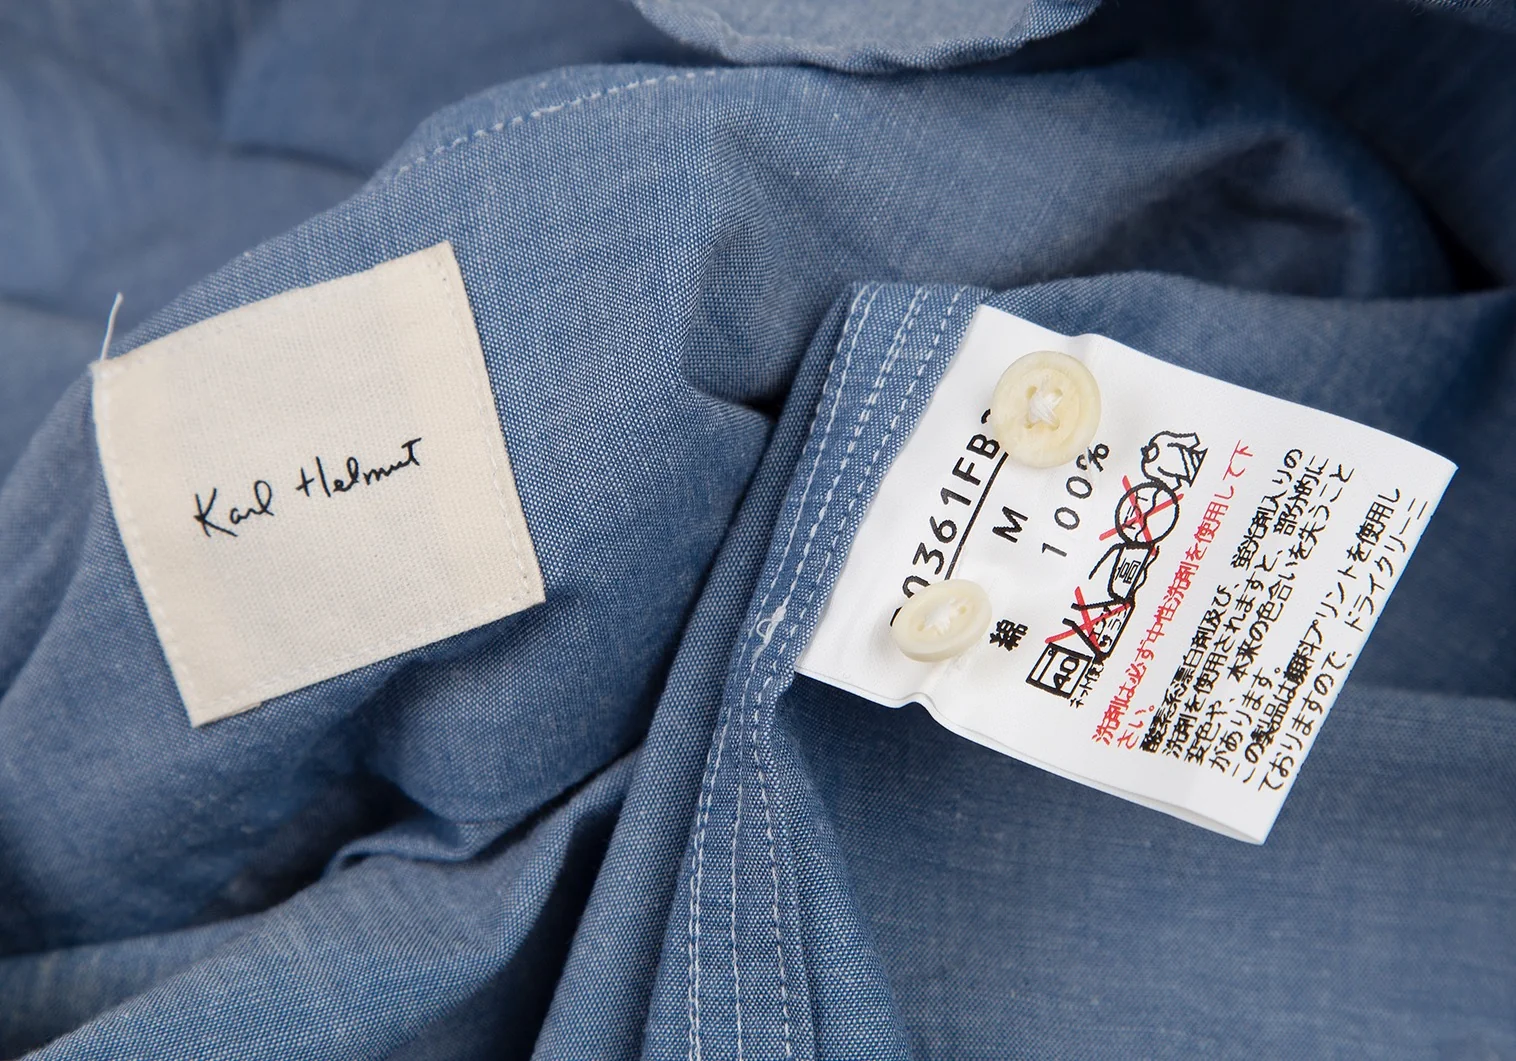 Karl Helmut
0361FB
M
綿 100%
40
高
洗剤は必ず中性洗剤を使用して下
さい。
酸素系漂白剤及び、蛍光剤入りの
洗剤を使用されますと、部分的に
変色や、本来の色合いを失うこと
があります。
この製品は顔料プリントを使用し
ておりますので、ドライクリーニ